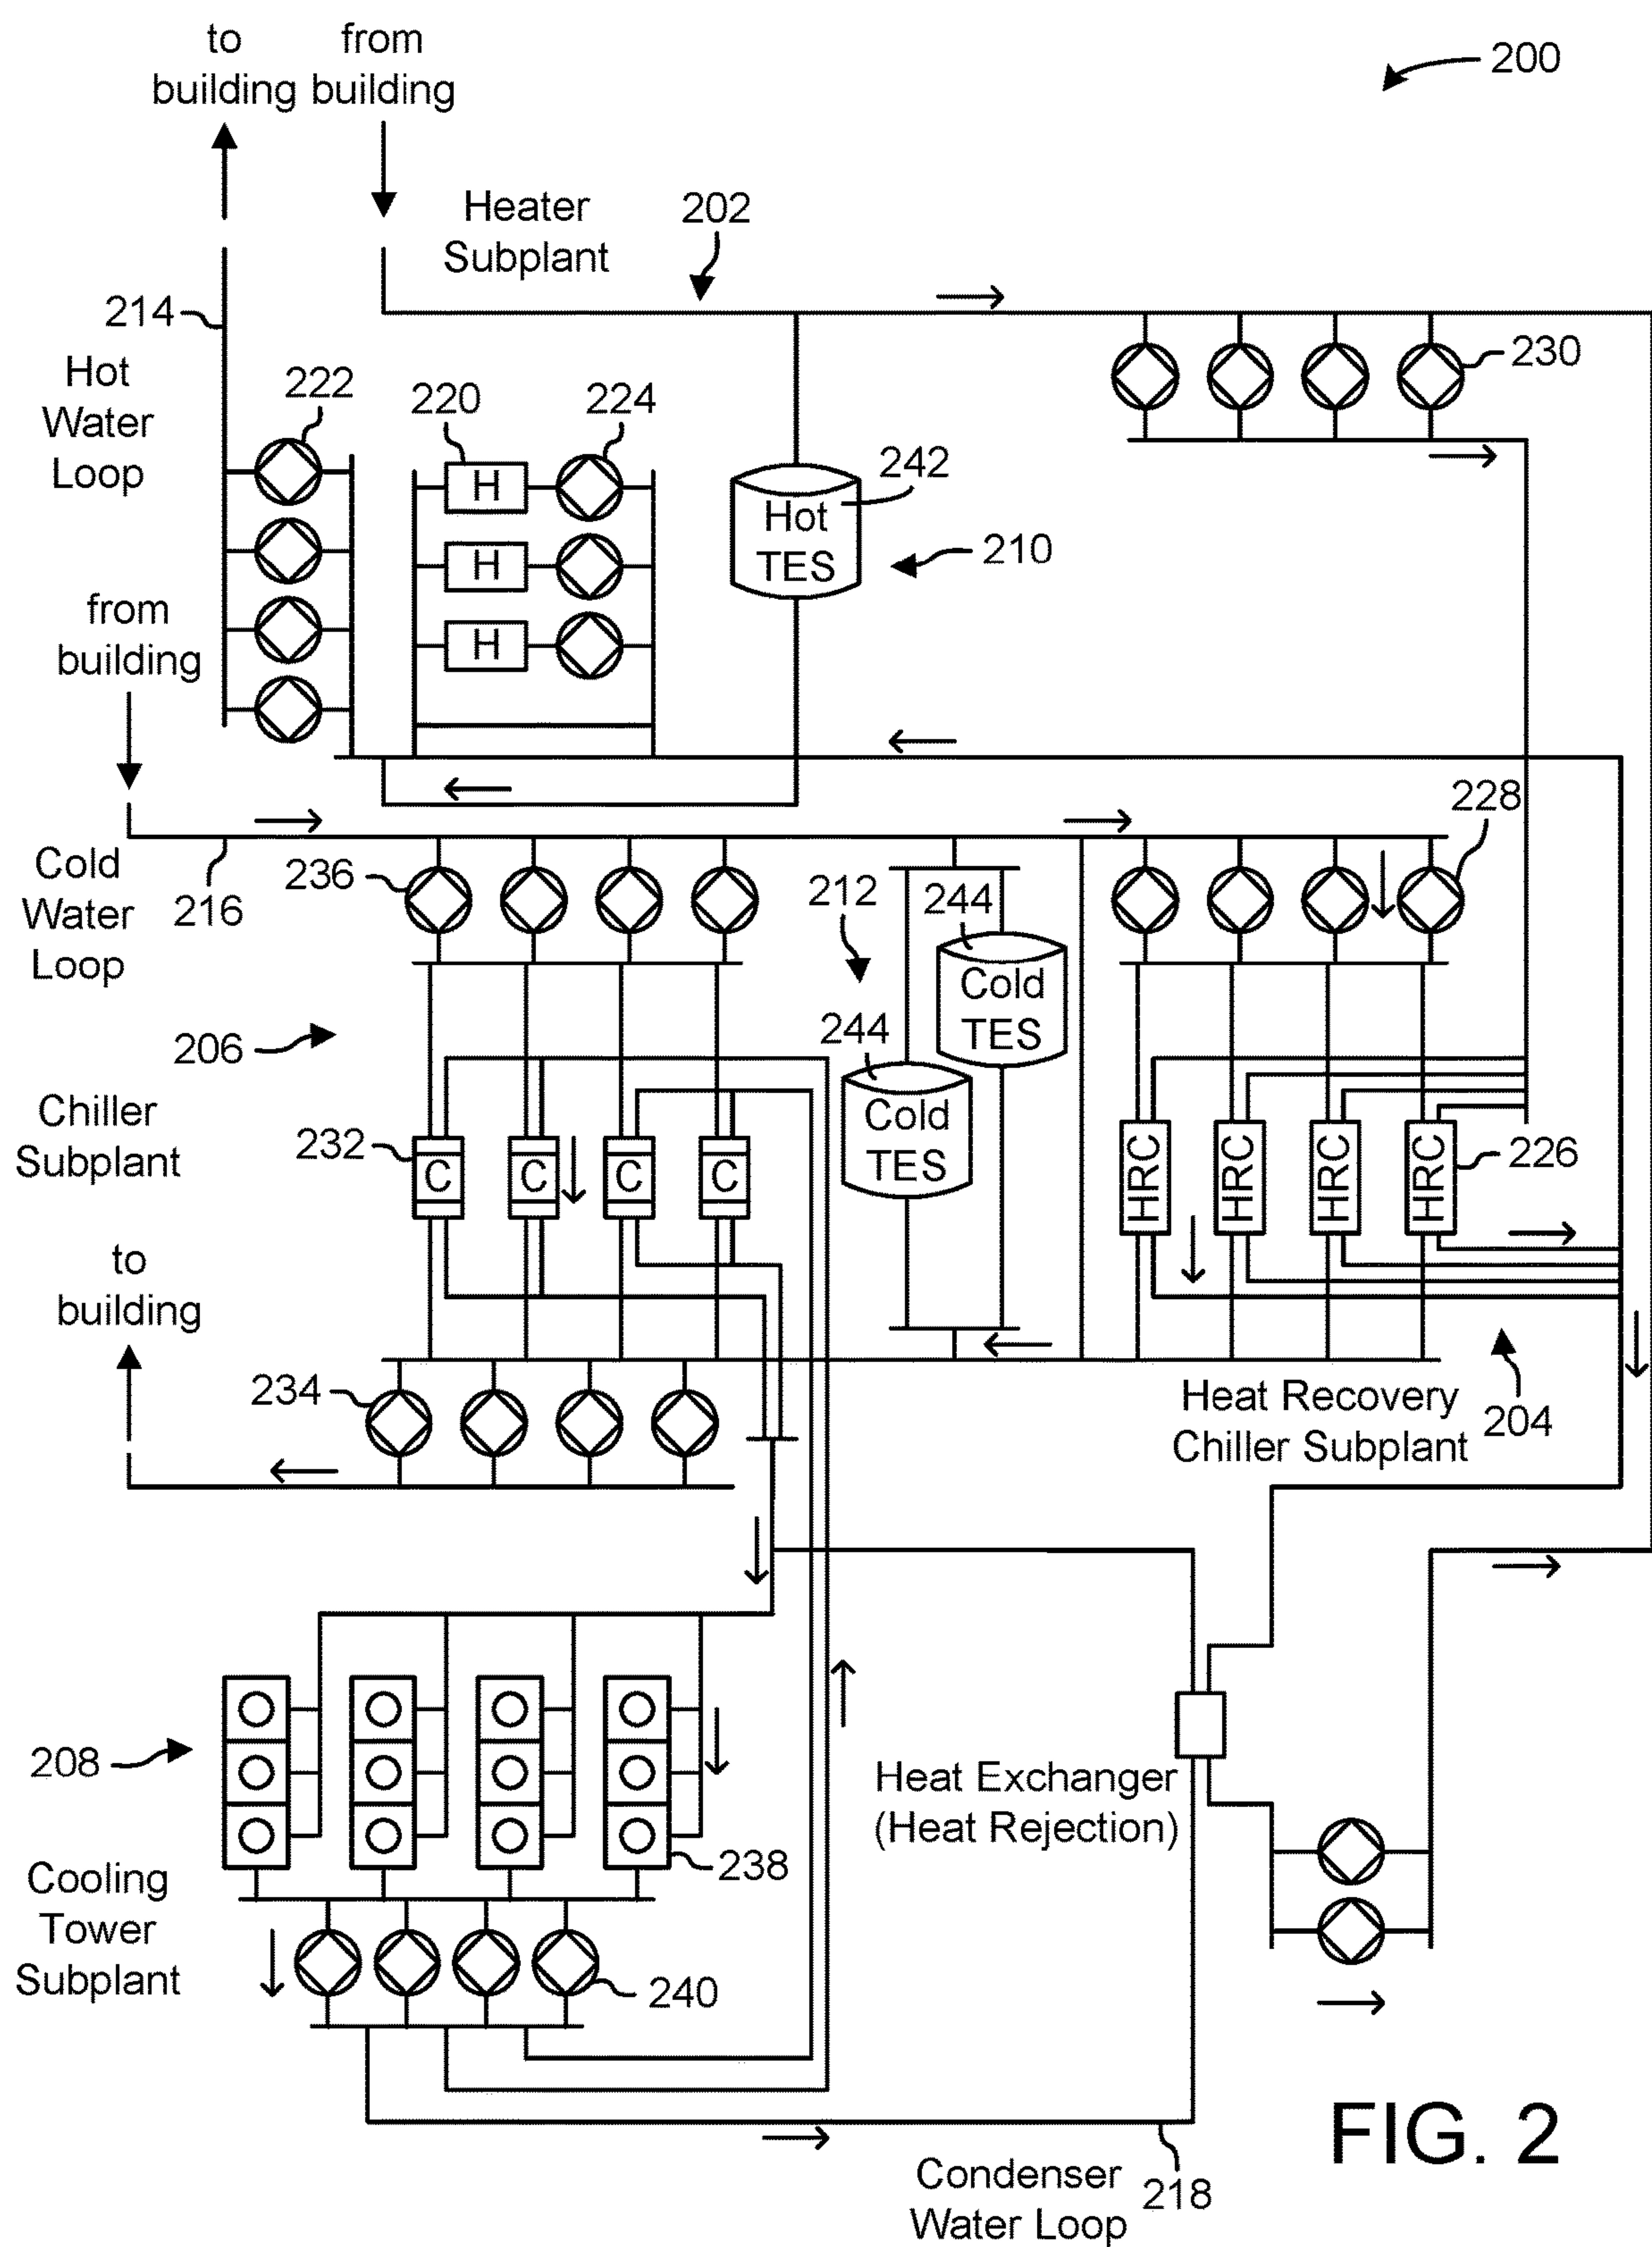 to
building
from
building
200
Heater
Subplant
202
214
Hot
Water
Loop
222
220
224
H
H
H
Hot
TES
242
210
230
from
building
Cold
Water
Loop
216
236
212
244
Cold
TES
244
Cold
TES
228
206
Chiller
Subplant
232
C
C
C
C
HRC
HRC
HRC
HRC
226
to
building
234
Heat Recovery
Chiller Subplant
204
208
Heat Exchanger
(Heat Rejection)
238
Cooling
Tower
Subplant
240
Condenser
Water Loop
218
FIG. 2